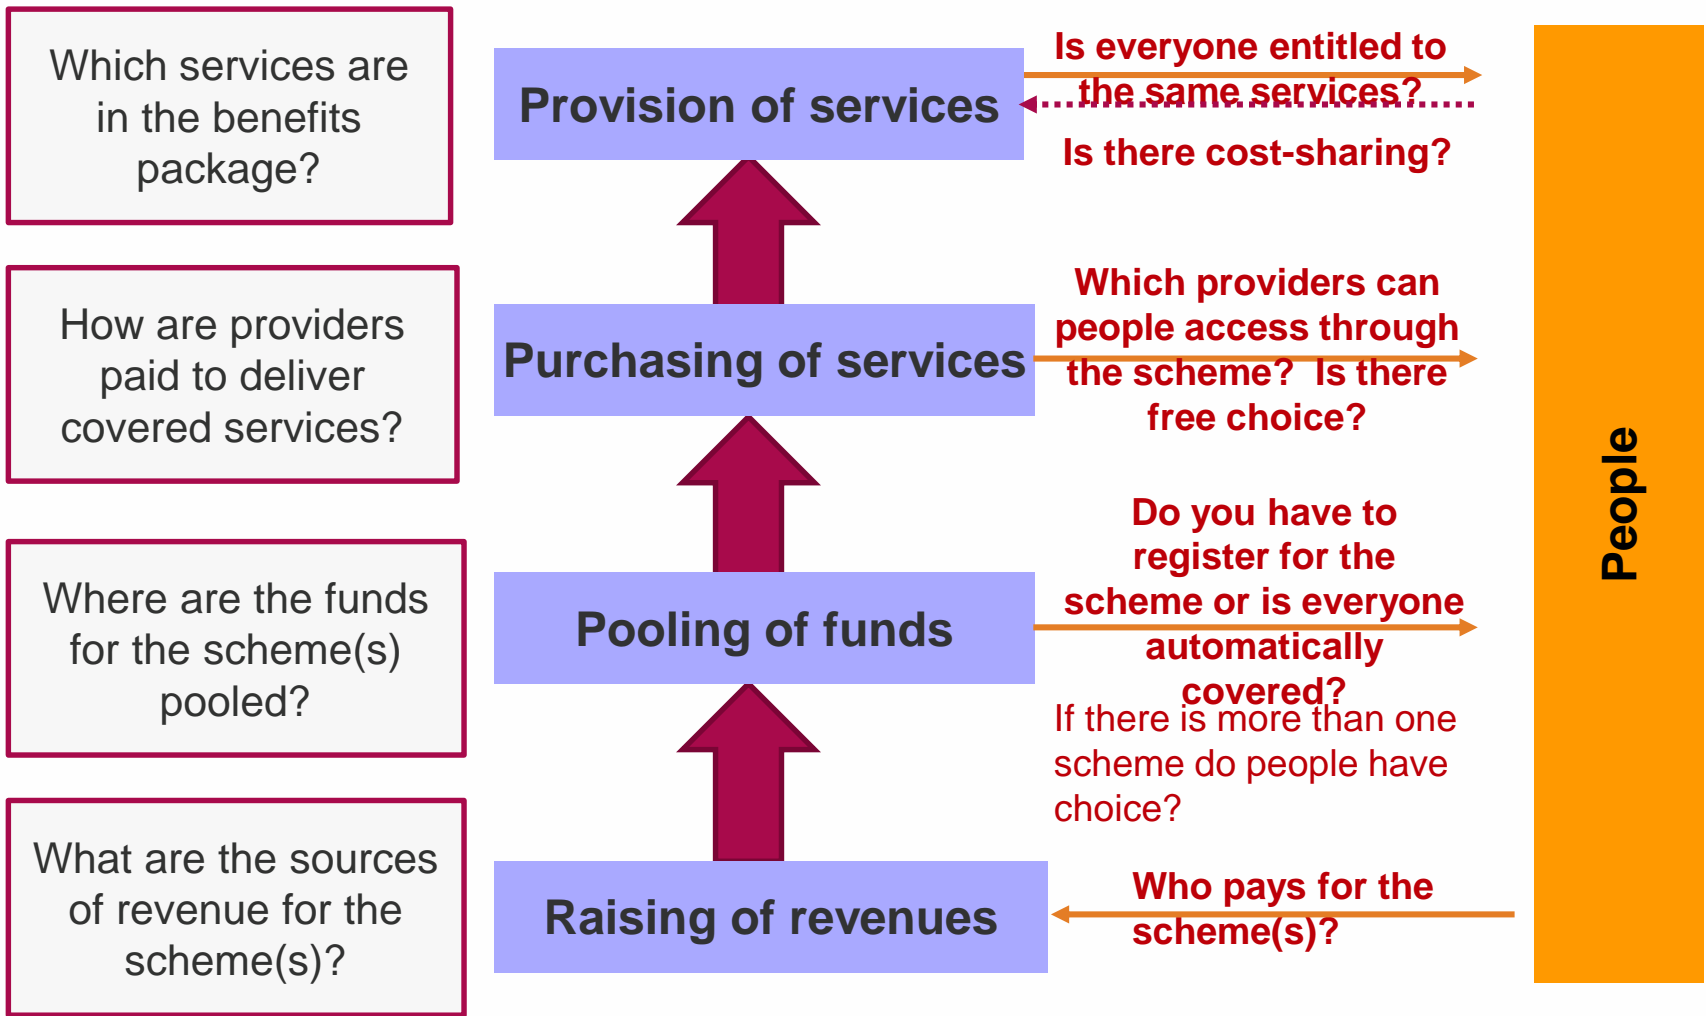 Which services are
in the benefits
package?
Provision of services
Is everyone entitled to
the same services?
Is there cost-sharing?
How are providers
paid to deliver
covered services?
Purchasing of services
Which providers can
people access through
the scheme?  Is there
free choice?
Where are the funds
for the scheme(s)
pooled?
Pooling of funds
Do you have to
register for the
scheme or is everyone
automatically
covered?
If there is more than one
scheme do people have
choice?
What are the sources
of revenue for the
scheme(s)?
Raising of revenues
Who pays for the
scheme(s)?
People